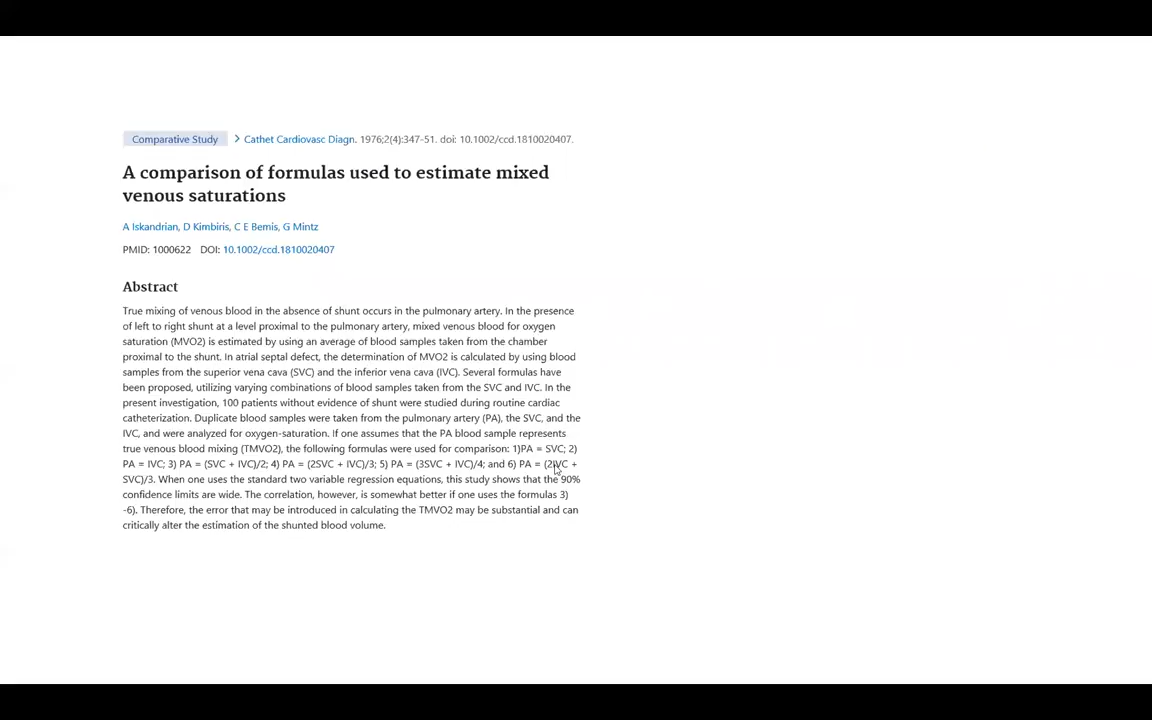 Comparative Study > Cathet Cardiovasc Diagn. 1976;2(4):347-51. doi: 10.1002/ccd.1810020407.
A comparison of formulas used to estimate mixed
venous saturations
A Iskandrian, D Kimbiris, C E Bemis, G Mintz
PMID: 1000622 DOI: 10.1002/ccd.1810020407
Abstract
True mixing of venous blood in the absence of shunt occurs in the pulmonary artery. In the presence
of left to right shunt at a level proximal to the pulmonary artery, mixed venous blood for oxygen
saturation (MVO2) is estimated by using an average of blood samples taken from the chamber
proximal to the shunt. In atrial septal defect, the determination of MVO2 is calculated by using blood
samples from the superior vena cava (SVC) and the inferior vena cava (IVC). Several formulas have
been proposed, utilizing varying combinations of blood samples taken from the SVC and IVC. In the
present investigation, 100 patients without evidence of shunt were studied during routine cardiac
catheterization. Duplicate blood samples were taken from the pulmonary artery (PA), the SVC, and the
IVC, and were analyzed for oxygen-saturation. If one assumes that the PA blood sample represents
true venous blood mixing (TMVO2), the following formulas were used for comparison: 1)PA = SVC; 2)
PA = IVC; 3) PA = (SVC + IVC)/2; 4) PA = (2SVC + IVC)/3; 5) PA = (3SVC + IVC)/4; and 6) PA = (2IVC +
SVC)/3. When one uses the standard two variable regression equations, this study shows that the 90%
confidence limits are wide. The correlation, however, is somewhat better if one uses the formulas 3)
-6). Therefore, the error that may be introduced in calculating the TMVO2 may be substantial and can
critically alter the estimation of the shunted blood volume.